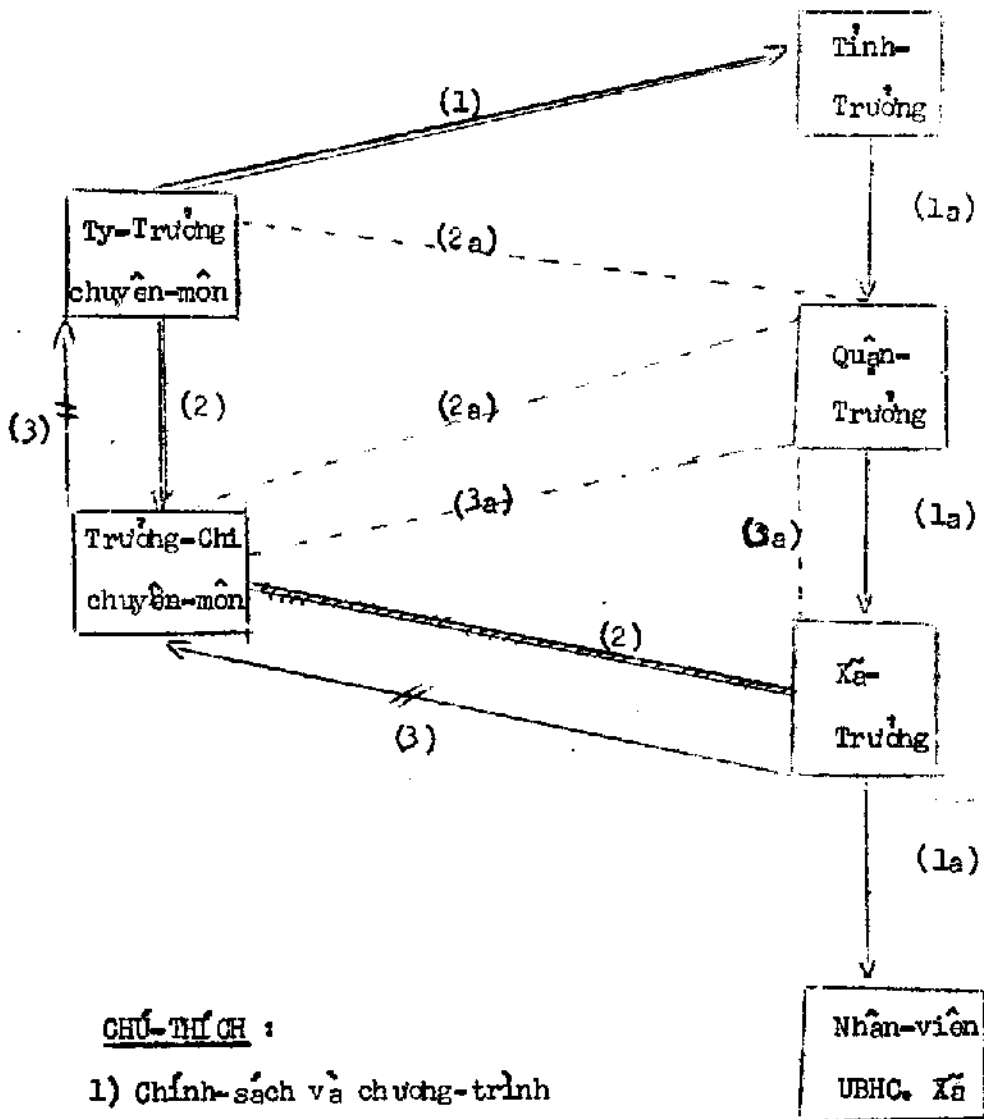 Tỉnh-
Trưởng
(1)
(1a)
Ty-Trưởng
chuyên-môn
(2a)
Quận-
Trưởng
(3)
(2)
(2a)
(3a)
(3a)
(1a)
Trưởng-Chi
chuyên-môn
(2)
Xã-
Trưởng
(3)
(1a)
CHÚ-THÍCH :
1) Chính-sách và chương-trình
Nhân-viên
UBHC. Xã